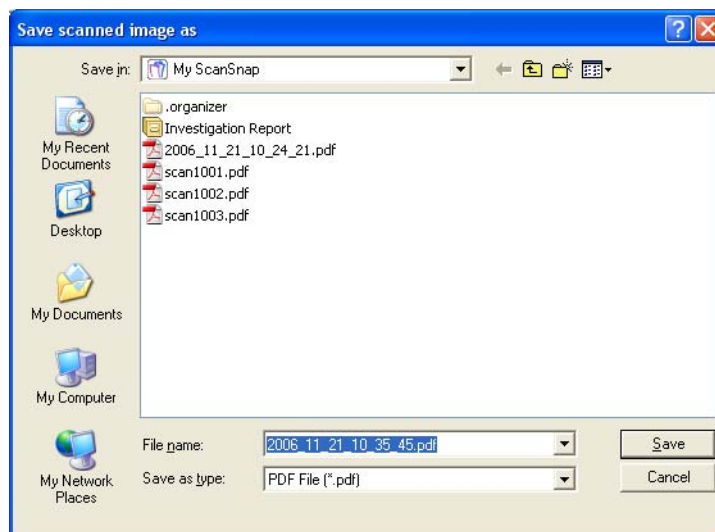 Save scanned image as
Save in:
My ScanSnap
My Recent
Documents
Desktop
My Documents
My Computer
My Network
Places
.organizer
Investigation Report
2006_11_21_10_24_21.pdf
scan1001.pdf
scan1002.pdf
scan1003.pdf
File name:
2006_11_21_10_35_45.pdf
Save
Save as type:
PDF File (*.pdf)
Cancel